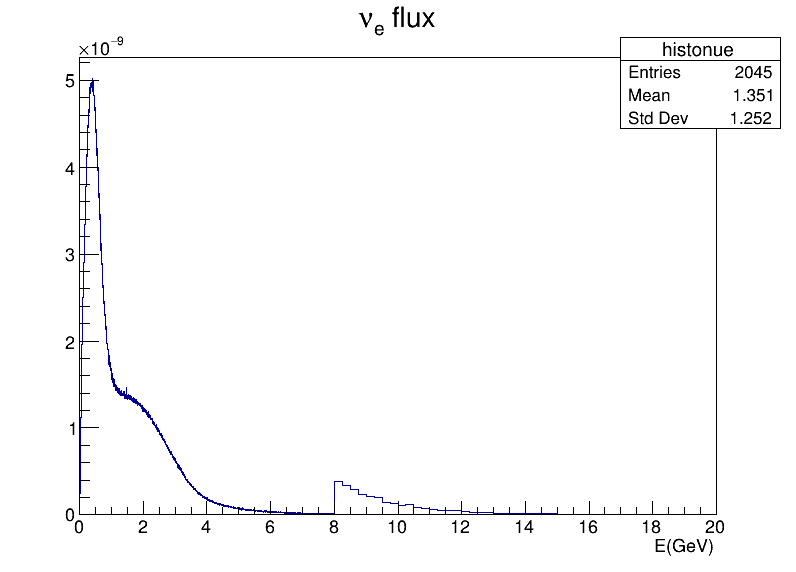 νe flux
×10⁻⁹
histonue
Entries 2045
Mean 1.351
Std Dev 1.252
5
4
3
2
1
0
0 2 4 6 8 10 12 14 16 18 20
E(GeV)